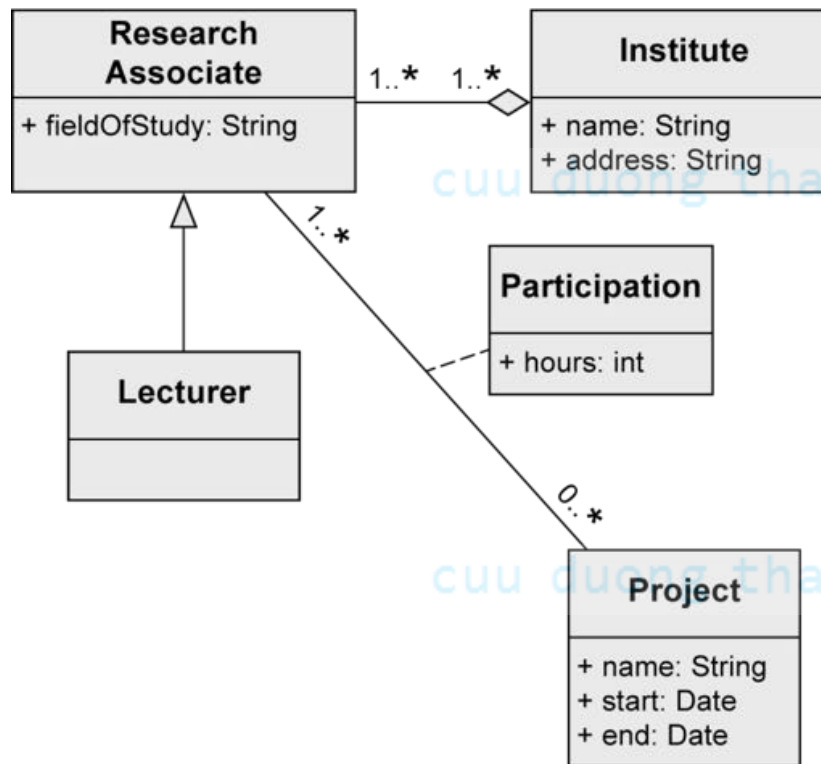 Research
Associate
+ fieldOfStudy: String
1..*
1..*
Institute
+ name: String
+ address: String
cuu duong tha
1..*
Participation
+ hours: int
Lecturer
0..*
cuu duong tha
Project
+ name: String
+ start: Date
+ end: Date